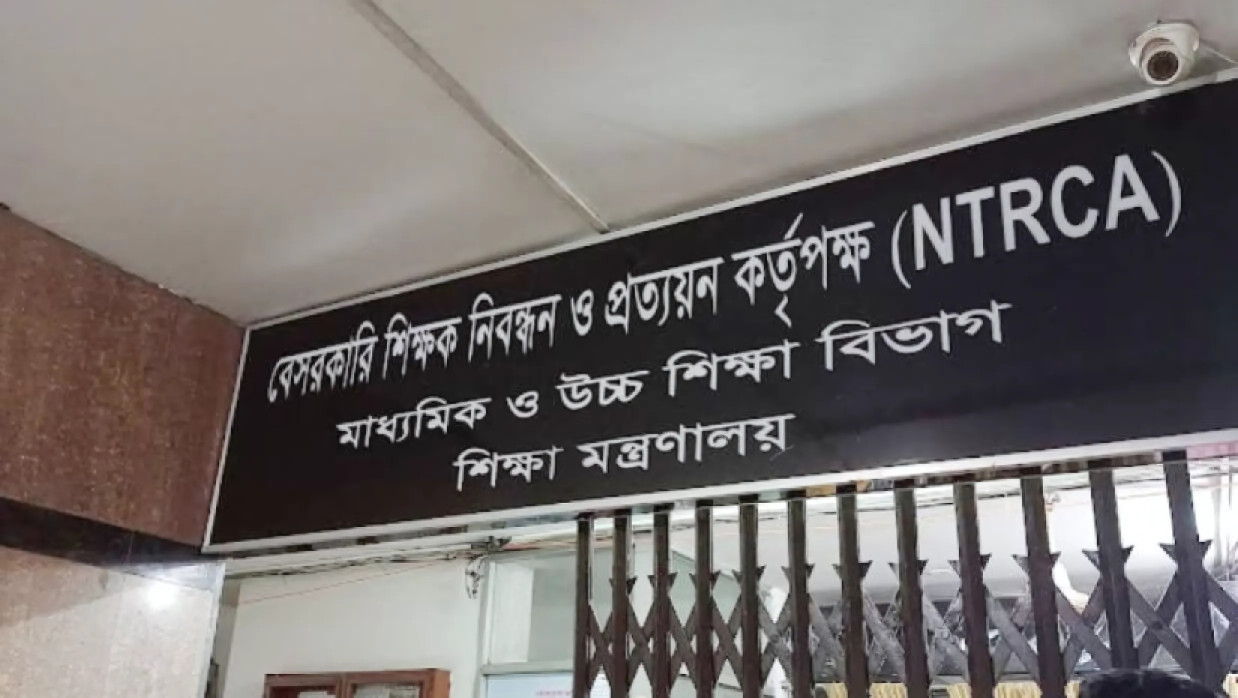 বেসরকারি শিক্ষক নিবন্ধন ও প্রত্যয়ন কর্তৃপক্ষ (NTRCA)
মাধ্যমিক ও উচ্চ শিক্ষা বিভাগ
শিক্ষা মন্ত্রণালয়